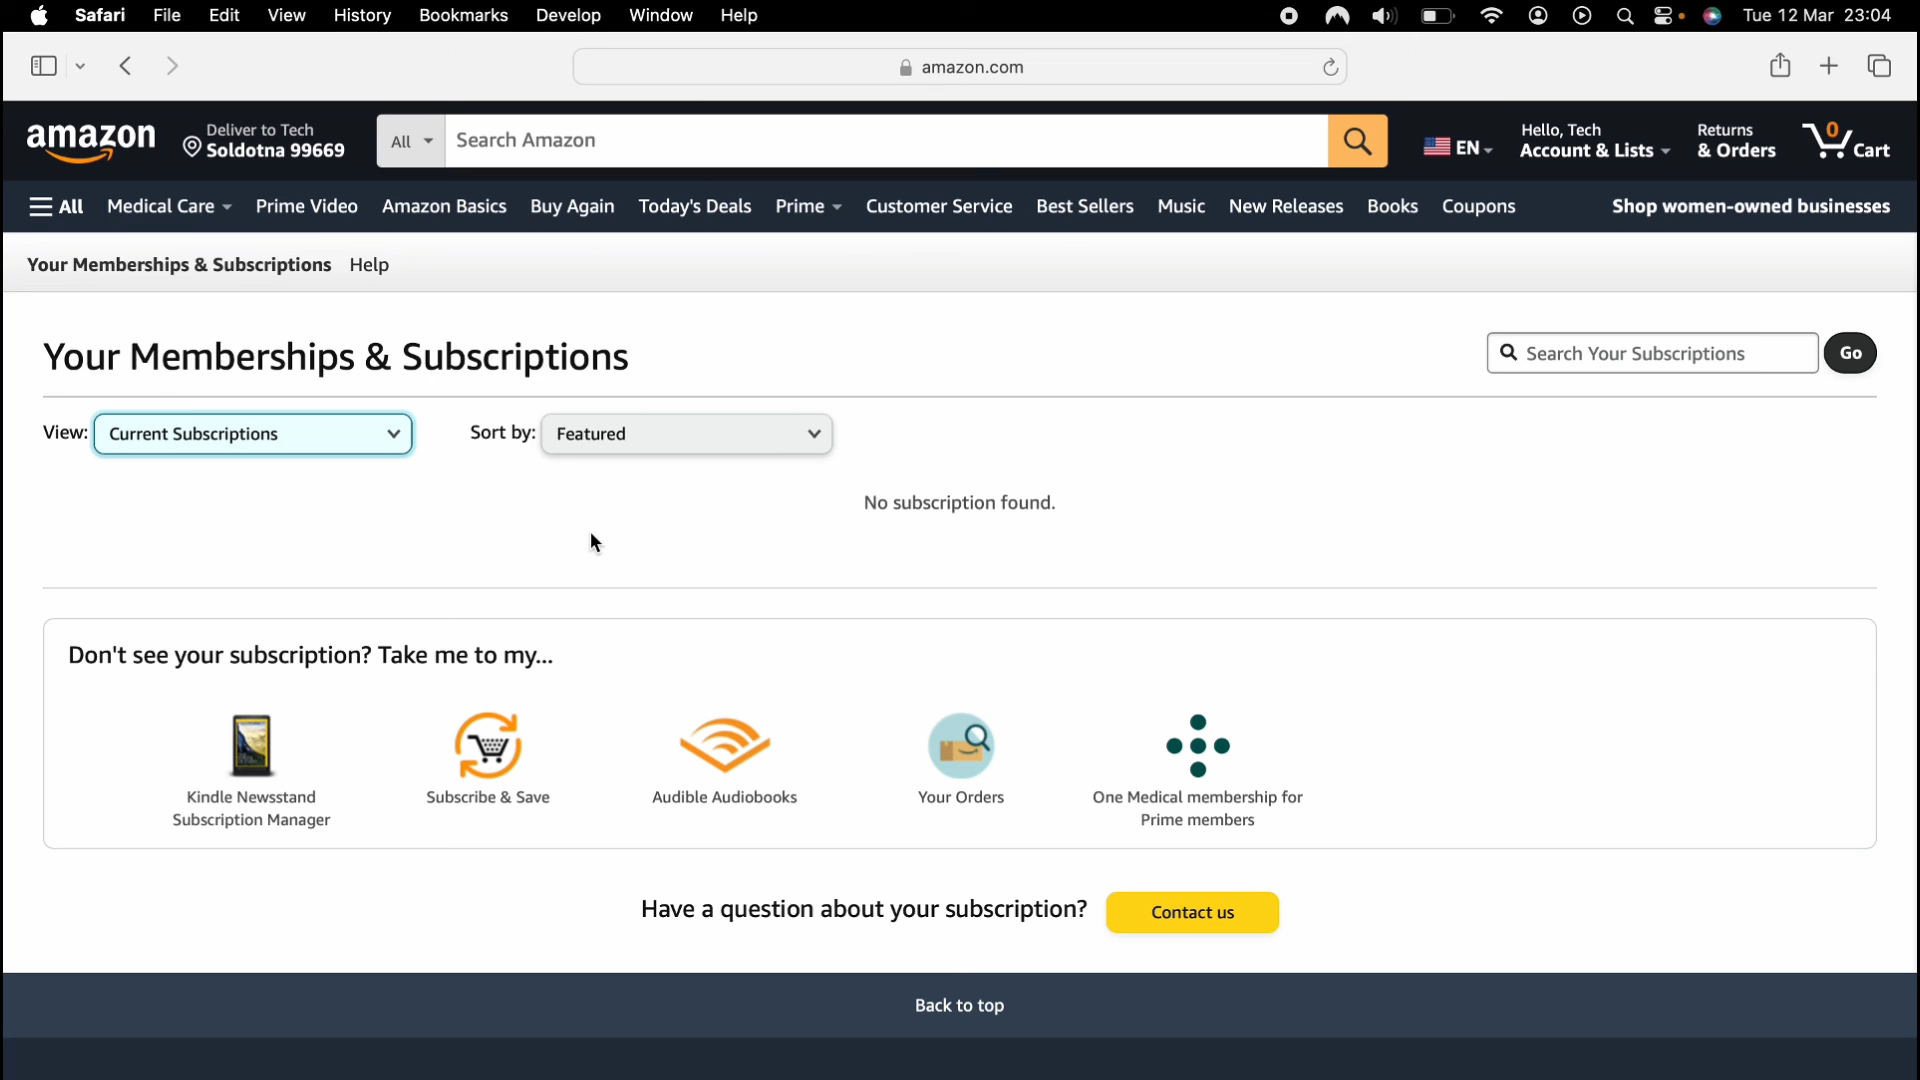 Safari File Edit View History Bookmarks Develop Window Help Tue 12 Mar 23:04
amazon.com
amazon Deliver to Tech Soldotna 99669 All Search Amazon EN Hello, Tech Account & Lists Returns & Orders 0 Cart
All Medical Care Prime Video Amazon Basics Buy Again Today's Deals Prime Customer Service Best Sellers Music New Releases Books Coupons Shop women-owned businesses
Your Memberships & Subscriptions Help
Your Memberships & Subscriptions Search Your Subscriptions Go
View: Current Subscriptions Sort by: Featured
No subscription found.
Don't see your subscription? Take me to my...
Kindle Newsstand Subscription Manager
Subscribe & Save
Audible Audiobooks
Your Orders
One Medical membership for Prime members
Have a question about your subscription? Contact us
Back to top